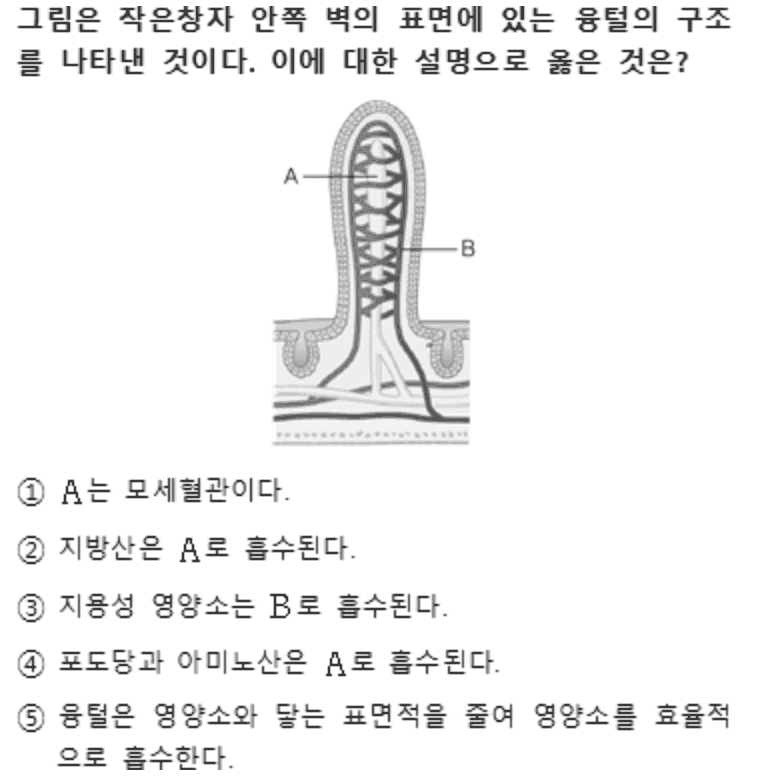 그림은 작은창자 안쪽 벽의 표면에 있는 융털의 구조
를 나타낸 것이다. 이에 대한 설명으로 옳은 것은?
A
B
① A는 모세혈관이다.
② 지방산은 A로 흡수된다.
③ 지용성 영양소는 B로 흡수된다.
④ 포도당과 아미노산은 A로 흡수된다.
⑤ 융털은 영양소와 닿는 표면적을 줄여 영양소를 효율적
으로 흡수한다.